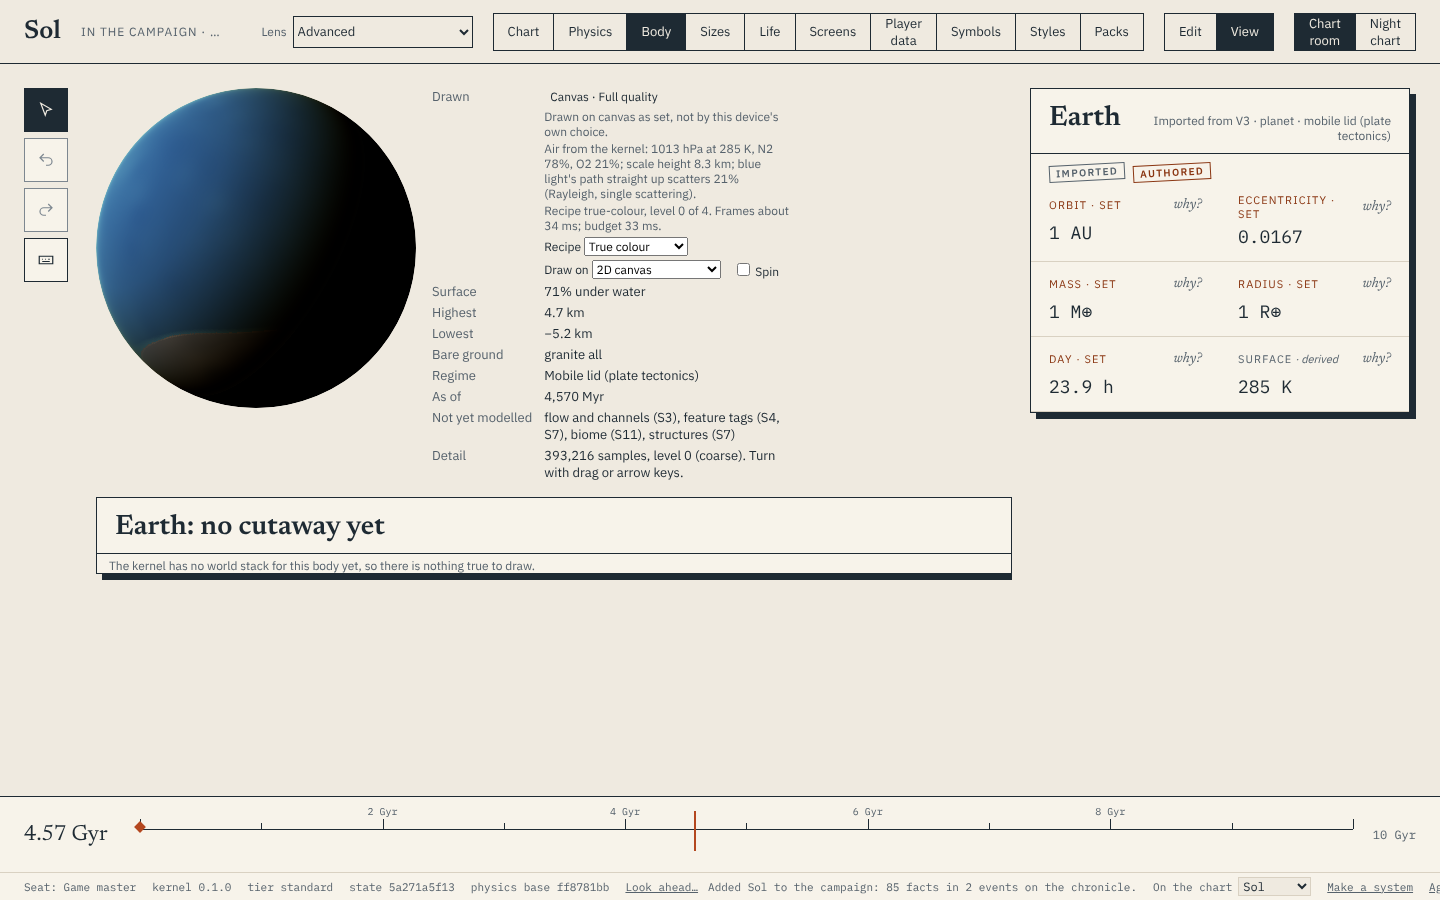 Sol
IN THE CAMPAIGN · …
Lens
Advanced
Chart
Physics
Body
Sizes
Life
Screens
Player data
Symbols
Styles
Packs
Edit
View
Chart room
Night chart
Drawn
Canvas · Full quality
Drawn on canvas as set, not by this device's
own choice.
Air from the kernel: 1013 hPa at 285 K, N2
78%, O2 21%; scale height 8.3 km; blue
light's path straight up scatters 21%
(Rayleigh, single scattering).
Recipe true-colour, level 0 of 4. Frames about
34 ms; budget 33 ms.
Recipe True colour
Draw on 2D canvas Spin
Surface 71% under water
Highest 4.7 km
Lowest −5.2 km
Bare ground granite all
Regime Mobile lid (plate tectonics)
As of 4,570 Myr
Not yet modelled flow and channels (S3), feature tags (S4,
S7), biome (S11), structures (S7)
Detail 393,216 samples, level 0 (coarse). Turn
with drag or arrow keys.
Earth: no cutaway yet
The kernel has no world stack for this body yet, so there is nothing true to draw.
Earth
Imported from V3 · planet · mobile lid (plate
tectonics)
IMPORTED
AUTHORED
ORBIT · SET why?
1 AU
ECCENTRICITY ·
SET
why?
0.0167
MASS · SET why?
1 M⊕
RADIUS · SET why?
1 R⊕
DAY · SET why?
23.9 h
SURFACE · derived why?
285 K
4.57 Gyr
2 Gyr
4 Gyr
6 Gyr
8 Gyr
10 Gyr
Seat: Game master kernel 0.1.0 tier standard state 5a271a5f13 physics base ff8781bb Look ahead… Added Sol to the campaign: 85 facts in 2 events on the chronicle. On the chart Sol Make a system